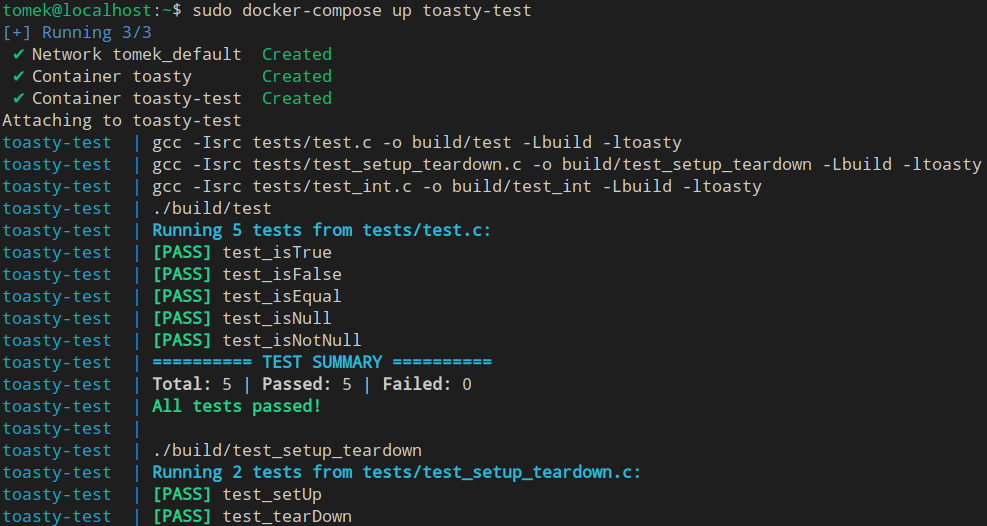 tomek@localhost:~$ sudo docker-compose up toasty-test
[+] Running 3/3
 ✔ Network tomek_default  Created
 ✔ Container toasty       Created
 ✔ Container toasty-test  Created
Attaching to toasty-test
toasty-test  | gcc -Isrc tests/test.c -o build/test -Lbuild -ltoasty
toasty-test  | gcc -Isrc tests/test_setup_teardown.c -o build/test_setup_teardown -Lbuild -ltoasty
toasty-test  | gcc -Isrc tests/test_int.c -o build/test_int -Lbuild -ltoasty
toasty-test  | ./build/test
toasty-test  | Running 5 tests from tests/test.c:
toasty-test  | [PASS] test_isTrue
toasty-test  | [PASS] test_isFalse
toasty-test  | [PASS] test_isEqual
toasty-test  | [PASS] test_isNull
toasty-test  | [PASS] test_isNotNull
toasty-test  | ========== TEST SUMMARY ==========
toasty-test  | Total: 5 | Passed: 5 | Failed: 0
toasty-test  | All tests passed!
toasty-test  |
toasty-test  | ./build/test_setup_teardown
toasty-test  | Running 2 tests from tests/test_setup_teardown.c:
toasty-test  | [PASS] test_setUp
toasty-test  | [PASS] test_tearDown